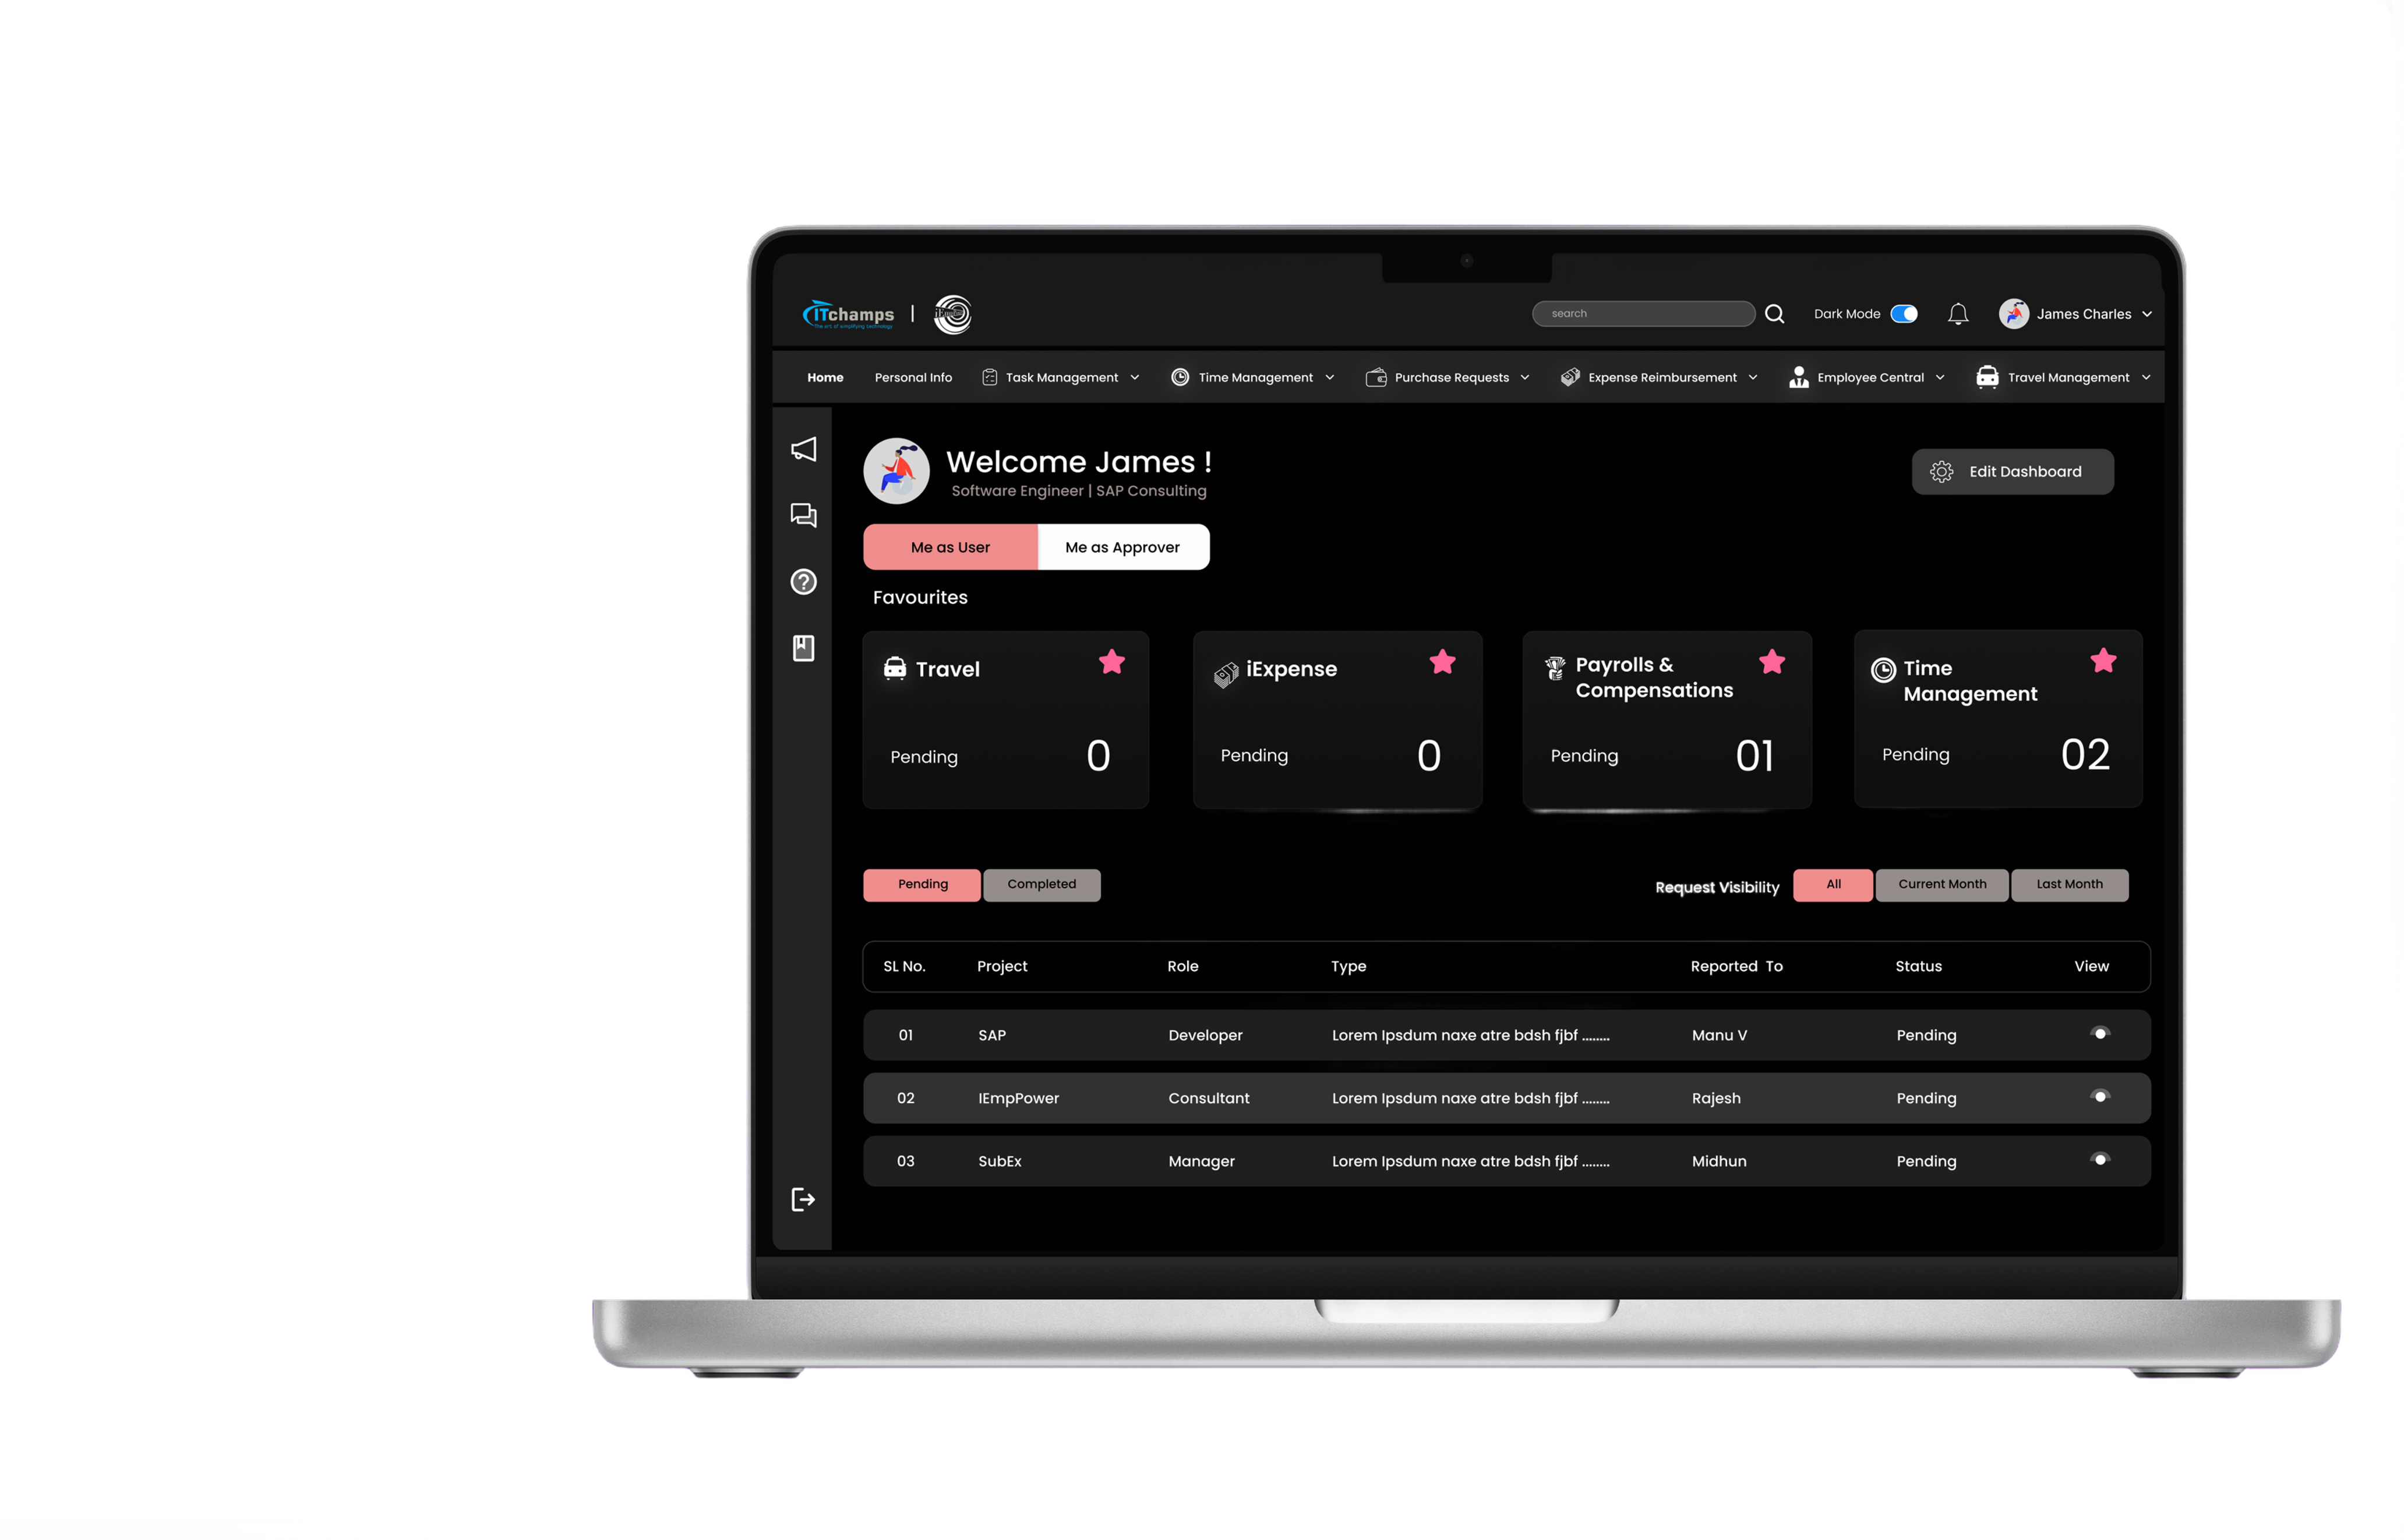 ITchamps
The art of simplifying technology
search
Dark Mode
James Charles
Home
Personal Info
Task Management
Time Management
Purchase Requests
Expense Reimbursement
Employee Central
Travel Management
Welcome James !
Software Engineer | SAP Consulting
Edit Dashboard
Me as User
Me as Approver
Favourites
Travel
Pending 0
iExpense
Pending 0
Payrolls &
Compensations
Pending 01
Time
Management
Pending 02
Pending
Completed
Request Visibility
All
Current Month
Last Month
SL No. Project Role Type Reported To Status View
01 SAP Developer Lorem Ipsdum naxe atre bdsh fjbf ........ Manu V Pending
02 IEmpPower Consultant Lorem Ipsdum naxe atre bdsh fjbf ........ Rajesh Pending
03 SubEx Manager Lorem Ipsdum naxe atre bdsh fjbf ........ Midhun Pending